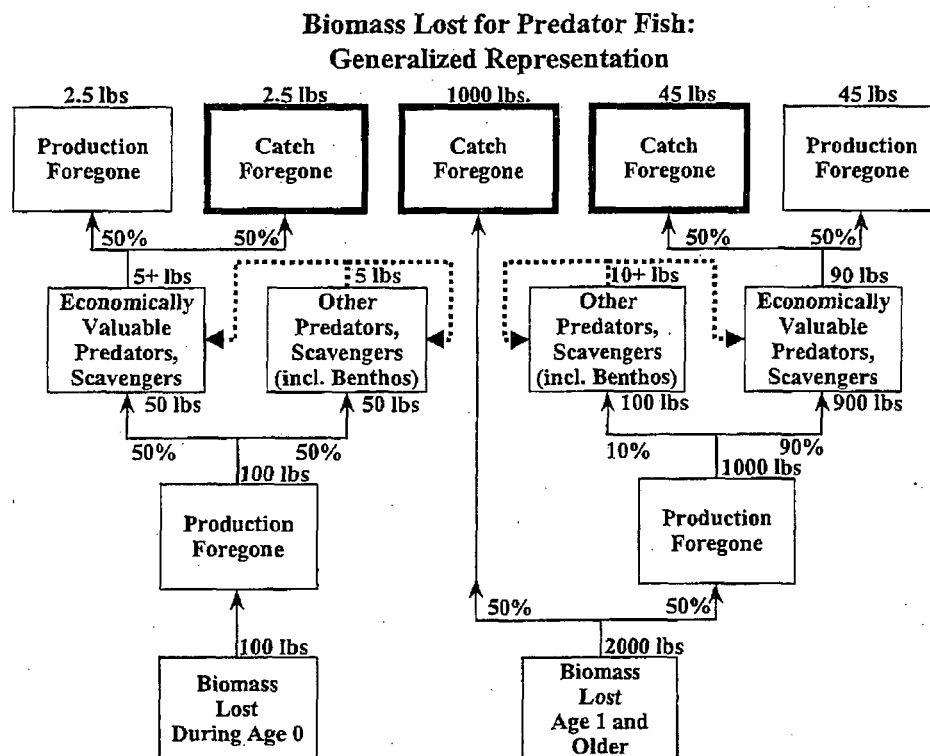 Biomass Lost for Predator Fish:
Generalized Representation
2.5 lbs
2.5 lbs
1000 lbs.
45 lbs
45 lbs
Production
Foregone
Catch
Foregone
Catch
Foregone
Catch
Foregone
Production
Foregone
50%
50%
50%
50%
5+ lbs
5 lbs
10+ lbs
90 lbs
Economically
Valuable
Predators,
Scavengers
Other
Predators,
Scavengers
(incl. Benthos)
Other
Predators,
Scavengers
(incl. Benthos)
Economically
Valuable
Predators,
Scavengers
50 lbs
50 lbs
100 lbs
900 lbs
50%
50%
10%
90%
100 lbs
1000 lbs
Production
Foregone
Production
Foregone
50%
50%
100 lbs
2000 lbs
Biomass
Lost
During Age 0
Biomass
Lost
Age 1 and
Older